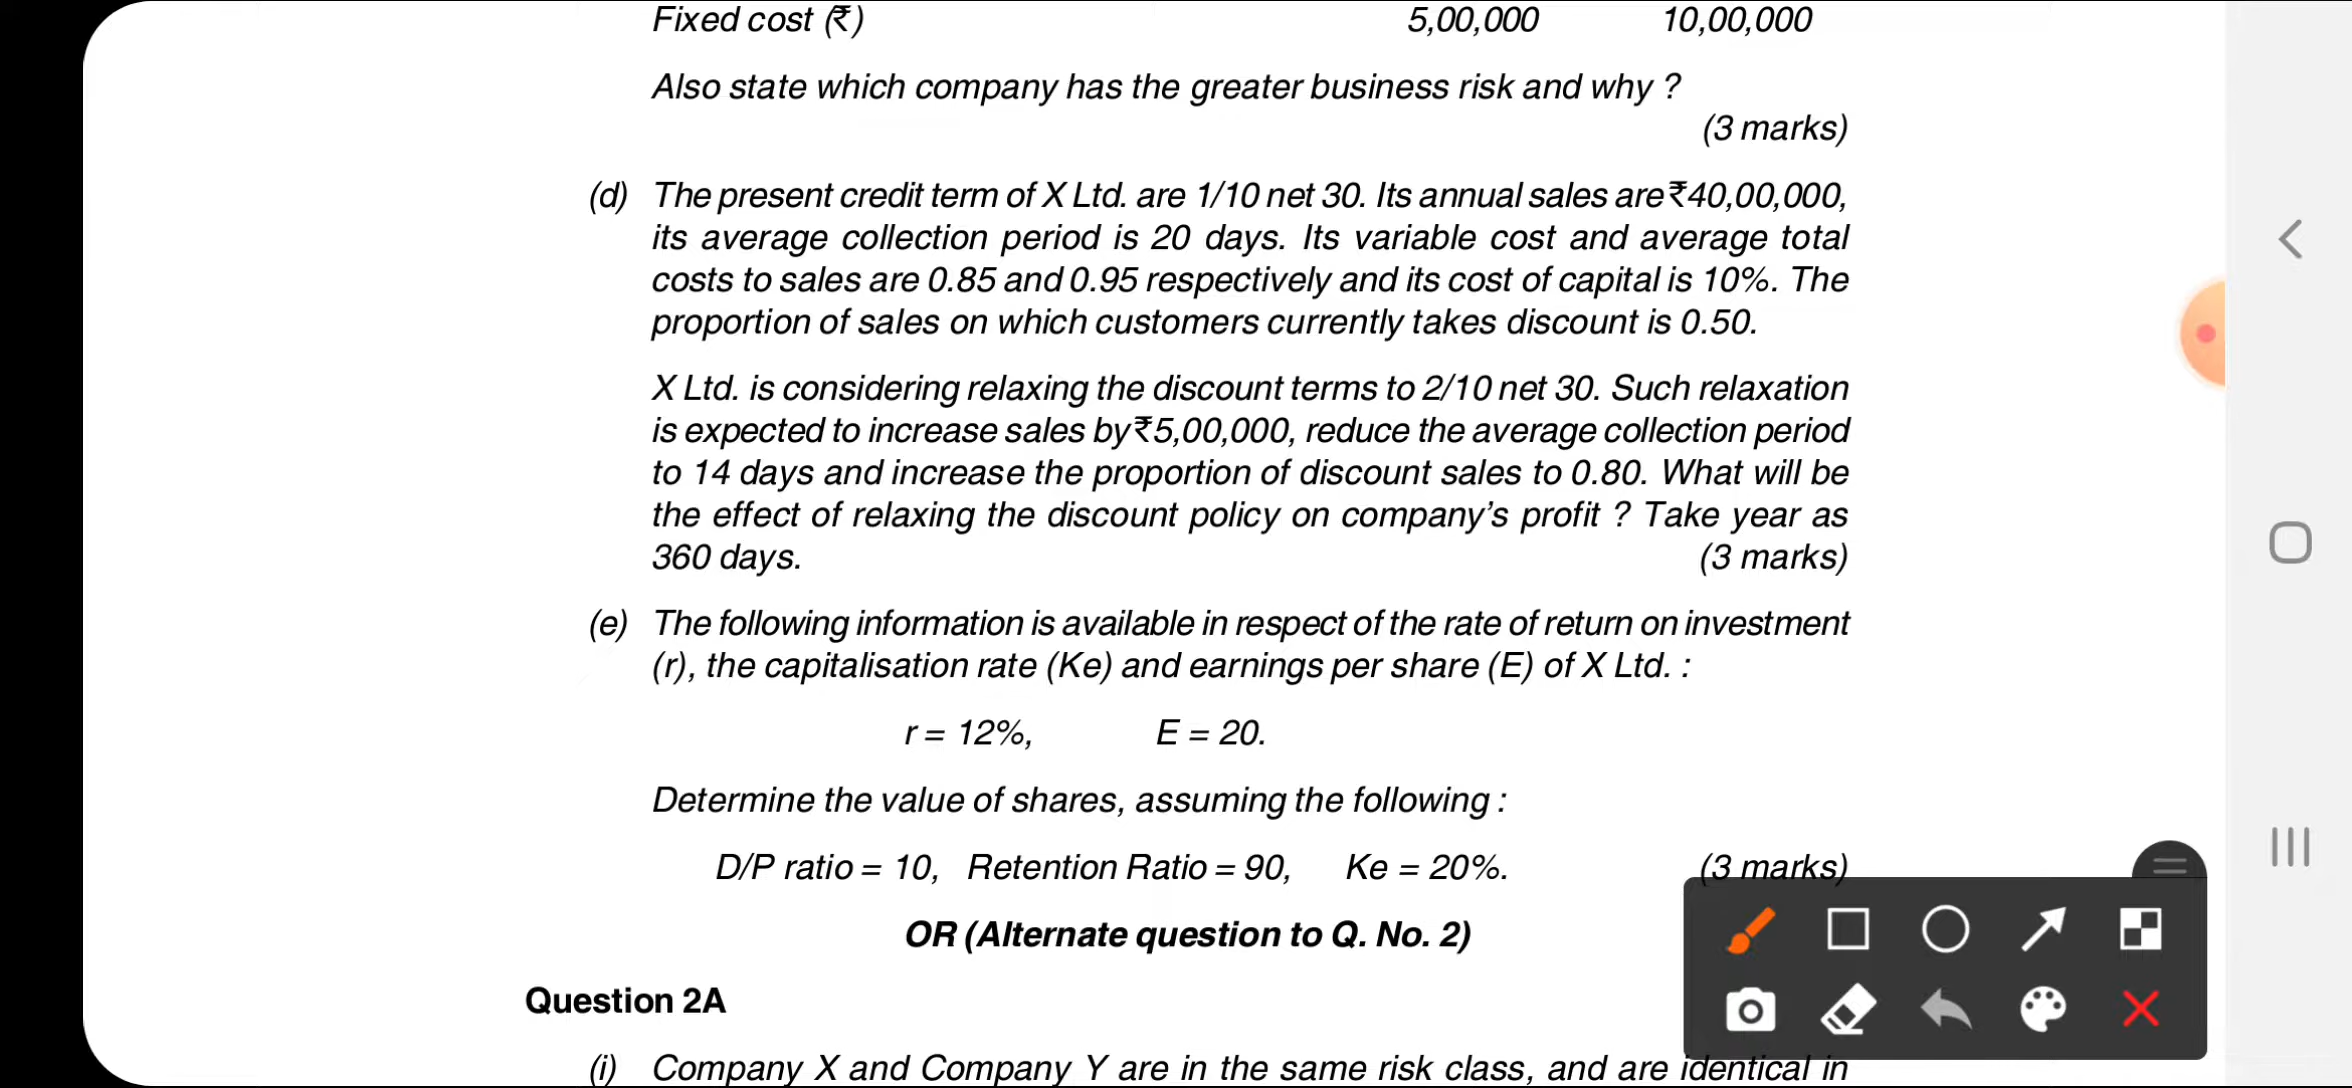 Fixed cost (₹) 5,00,000 10,00,000
Also state which company has the greater business risk and why ?
(3 marks)
(d) The present credit term of X Ltd. are 1/10 net 30. Its annual sales are ₹40,00,000,
its average collection period is 20 days. Its variable cost and average total
costs to sales are 0.85 and 0.95 respectively and its cost of capital is 10%. The
proportion of sales on which customers currently takes discount is 0.50.
X Ltd. is considering relaxing the discount terms to 2/10 net 30. Such relaxation
is expected to increase sales by ₹5,00,000, reduce the average collection period
to 14 days and increase the proportion of discount sales to 0.80. What will be
the effect of relaxing the discount policy on company's profit ? Take year as
360 days. (3 marks)
(e) The following information is available in respect of the rate of return on investment
(r), the capitalisation rate (Ke) and earnings per share (E) of X Ltd. :
r = 12%, E = 20.
Determine the value of shares, assuming the following :
D/P ratio = 10, Retention Ratio = 90, Ke = 20%. (3 marks)
OR (Alternate question to Q. No. 2)
Question 2A
(i) Company X and Company Y are in the same risk class, and are identical in